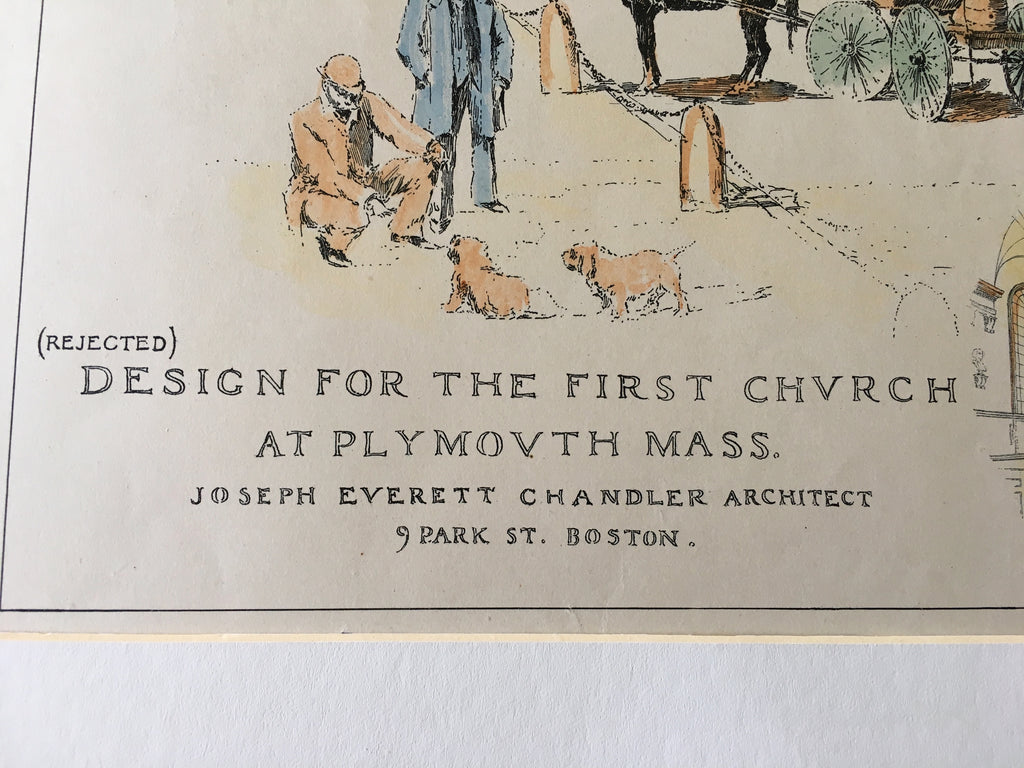 (REJECTED)
DESIGN FOR THE FIRST CHVRCH
AT PLYMOVTH MASS.
JOSEPH EVERETT CHANDLER ARCHITECT
9 PARK ST. BOSTON.